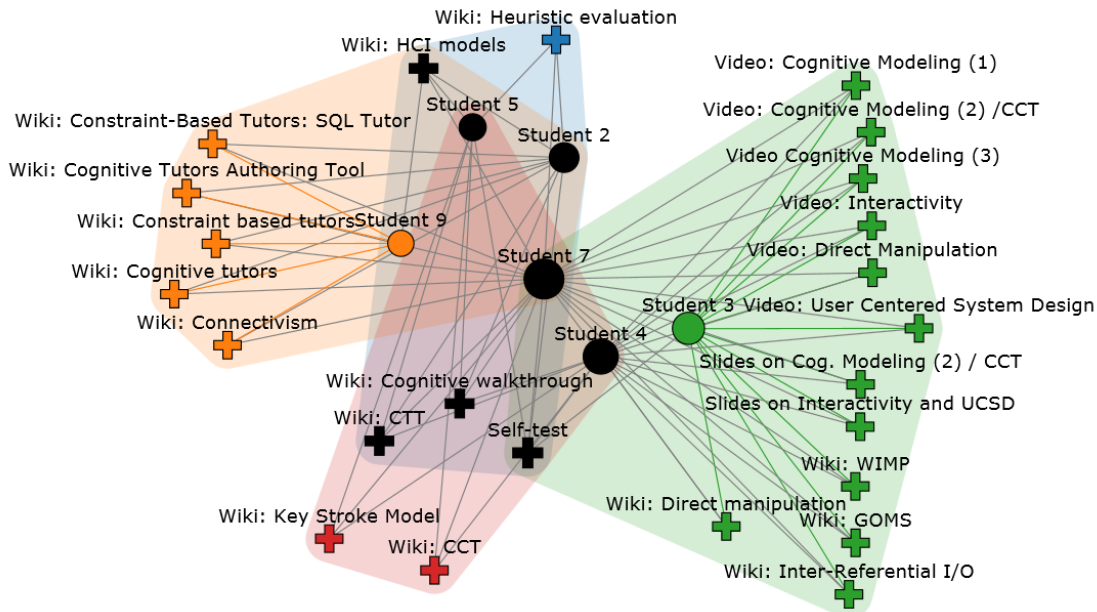 Wiki: Heuristic evaluation
Wiki: HCI models
Video: Cognitive Modeling (1)
Student 5
Video: Cognitive Modeling (2) /CCT
Wiki: Constraint-Based Tutors: SQL Tutor
Student 2
Video Cognitive Modeling (3)
Wiki: Cognitive Tutors Authoring Tool
Video: Interactivity
Wiki: Constraint based tutors
Student 9
Video: Direct Manipulation
Student 7
Wiki: Cognitive tutors
Student 3
Video: User Centered System Design
Wiki: Connectivism
Student 4
Slides on Cog. Modeling (2) / CCT
Wiki: Cognitive walkthrough
Slides on Interactivity and UCSD
Wiki: CTT
Self-test
Wiki: WIMP
Wiki: Direct manipulation
Wiki: Key Stroke Model
Wiki: GOMS
Wiki: CCT
Wiki: Inter-Referential I/O